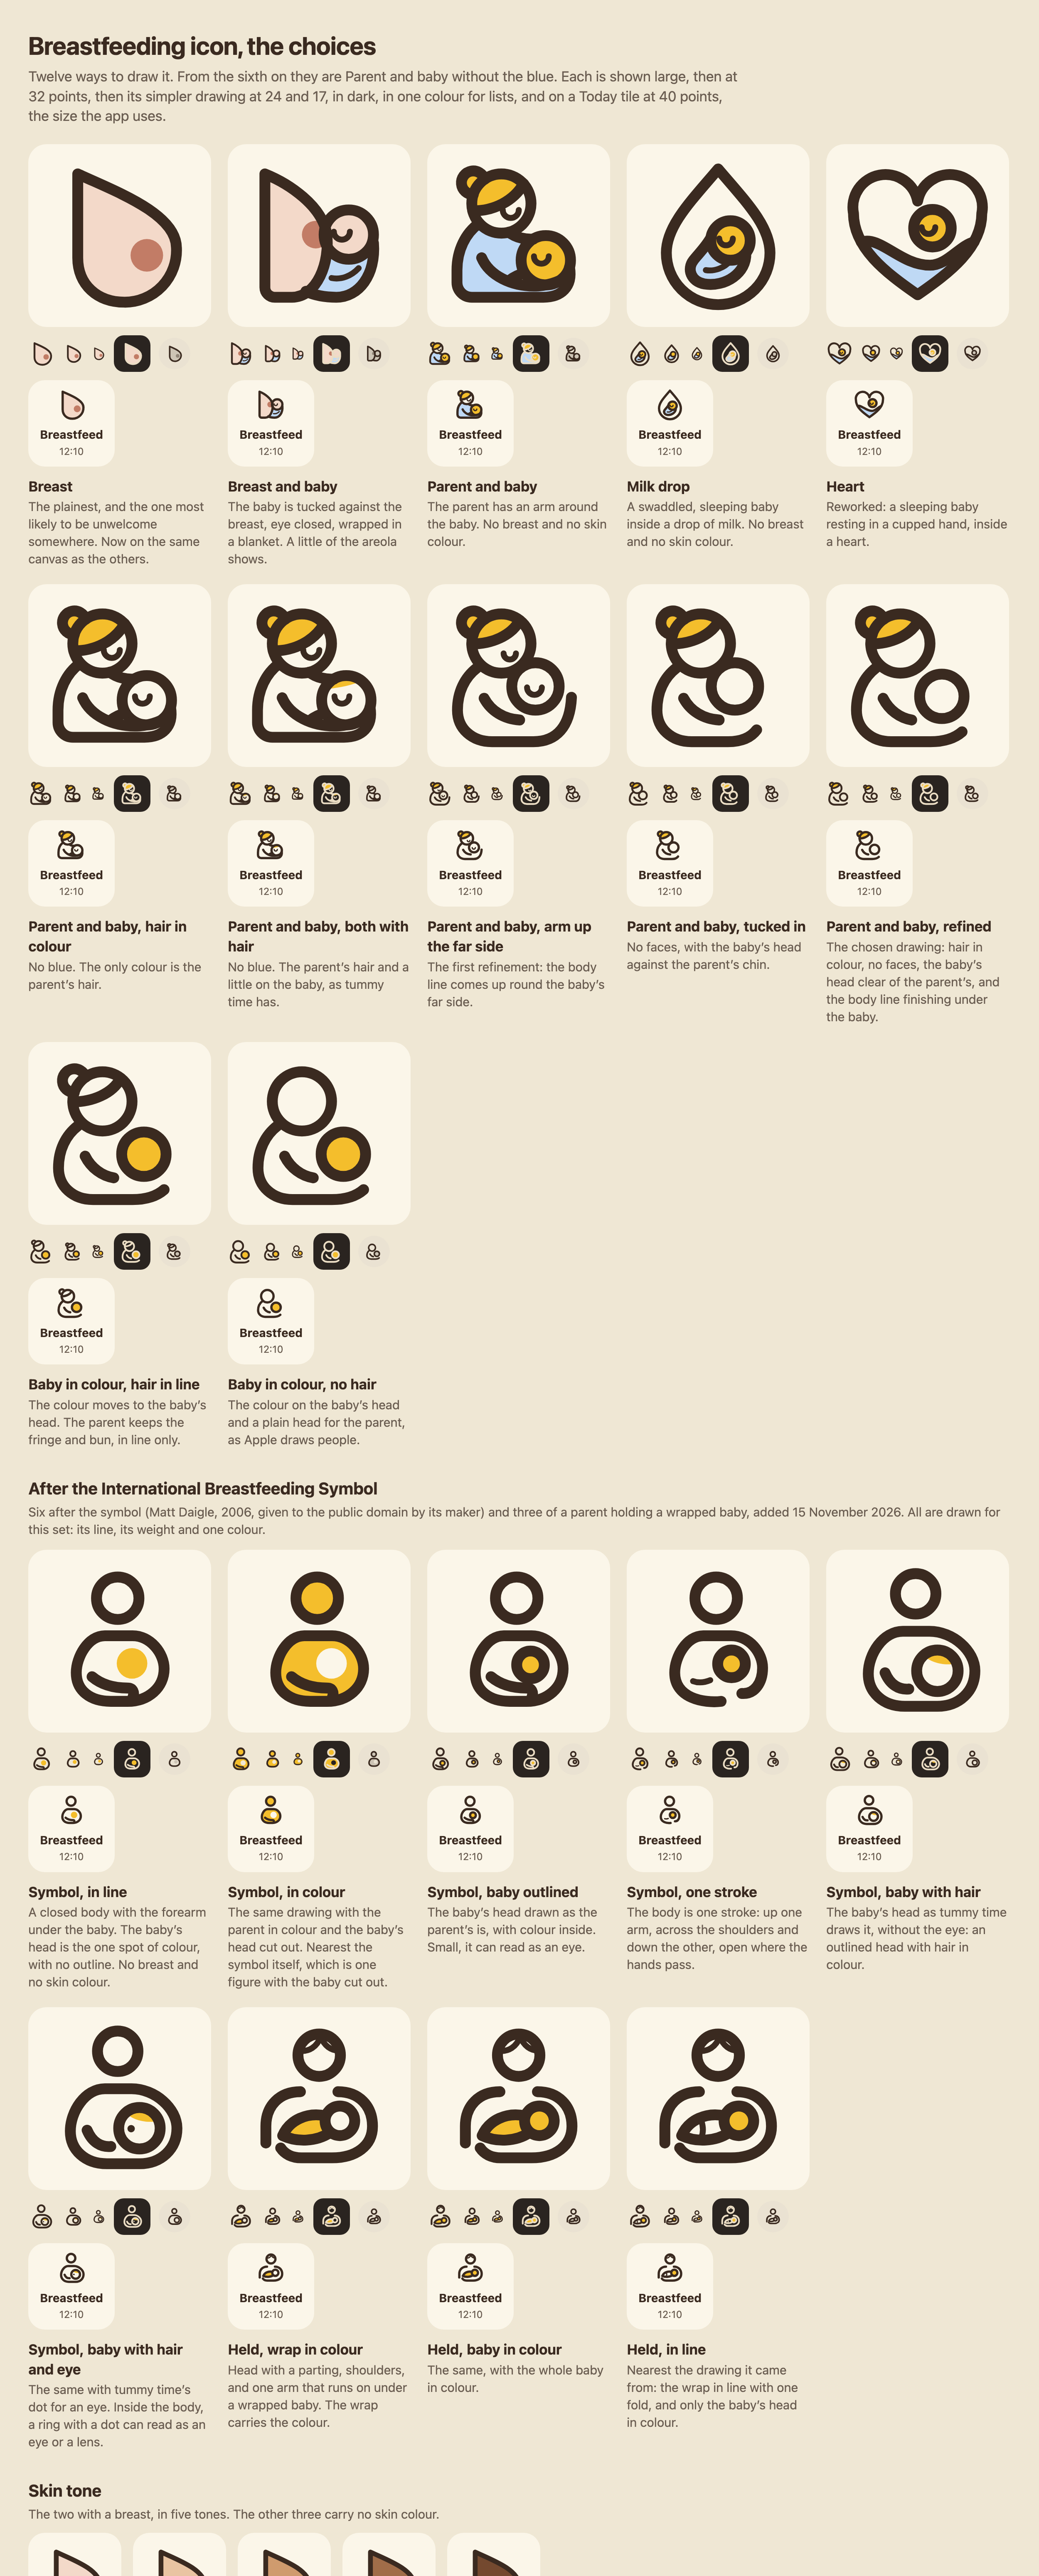 Breastfeeding icon, the choices
Twelve ways to draw it. From the sixth on they are Parent and baby without the blue. Each is shown large, then at
32 points, then its simpler drawing at 24 and 17, in dark, in one colour for lists, and on a Today tile at 40 points,
the size the app uses.
Breastfeed
12:10
Breast
The plainest, and the one most
likely to be unwelcome
somewhere. Now on the same
canvas as the others.
Breastfeed
12:10
Breast and baby
The baby is tucked against the
breast, eye closed, wrapped in
a blanket. A little of the areola
shows.
Breastfeed
12:10
Parent and baby
The parent has an arm around
the baby. No breast and no skin
colour.
Breastfeed
12:10
Milk drop
A swaddled, sleeping baby
inside a drop of milk. No breast
and no skin colour.
Breastfeed
12:10
Heart
Reworked: a sleeping baby
resting in a cupped hand, inside
a heart.
Breastfeed
12:10
Parent and baby, hair in
colour
No blue. The only colour is the
parent’s hair.
Breastfeed
12:10
Parent and baby, both with
hair
No blue. The parent’s hair and a
little on the baby, as tummy
time has.
Breastfeed
12:10
Parent and baby, arm up
the far side
The first refinement: the body
line comes up round the baby’s
far side.
Breastfeed
12:10
Parent and baby, tucked in
No faces, with the baby’s head
against the parent’s chin.
Breastfeed
12:10
Parent and baby, refined
The chosen drawing: hair in
colour, no faces, the baby’s
head clear of the parent’s, and
the body line finishing under
the baby.
Breastfeed
12:10
Baby in colour, hair in line
The colour moves to the baby’s
head. The parent keeps the
fringe and bun, in line only.
Breastfeed
12:10
Baby in colour, no hair
The colour on the baby’s head
and a plain head for the parent,
as Apple draws people.
After the International Breastfeeding Symbol
Six after the symbol (Matt Daigle, 2006, given to the public domain by its maker) and three of a parent holding a wrapped baby, added 15 November 2026. All are drawn for
this set: its line, its weight and one colour.
Breastfeed
12:10
Symbol, in line
A closed body with the forearm
under the baby. The baby’s
head is the one spot of colour,
with no outline. No breast and
no skin colour.
Breastfeed
12:10
Symbol, in colour
The same drawing with the
parent in colour and the baby’s
head cut out. Nearest the
symbol itself, which is one
figure with the baby cut out.
Breastfeed
12:10
Symbol, baby outlined
The baby’s head drawn as the
parent’s is, with colour inside.
Small, it can read as an eye.
Breastfeed
12:10
Symbol, one stroke
The body is one stroke: up one
arm, across the shoulders and
down the other, open where the
hands pass.
Breastfeed
12:10
Symbol, baby with hair
The baby’s head as tummy time
draws it, without the eye: an
outlined head with hair in
colour.
Breastfeed
12:10
Symbol, baby with hair
and eye
The same with tummy time’s
dot for an eye. Inside the body,
a ring with a dot can read as an
eye or a lens.
Breastfeed
12:10
Held, wrap in colour
Head with a parting, shoulders,
and one arm that runs on under
a wrapped baby. The wrap
carries the colour.
Breastfeed
12:10
Held, baby in colour
The same, with the whole baby
in colour.
Breastfeed
12:10
Held, in line
Nearest the drawing it came
from: the wrap in line with one
fold, and only the baby’s head
in colour.
Skin tone
The two with a breast, in five tones. The other three carry no skin colour.